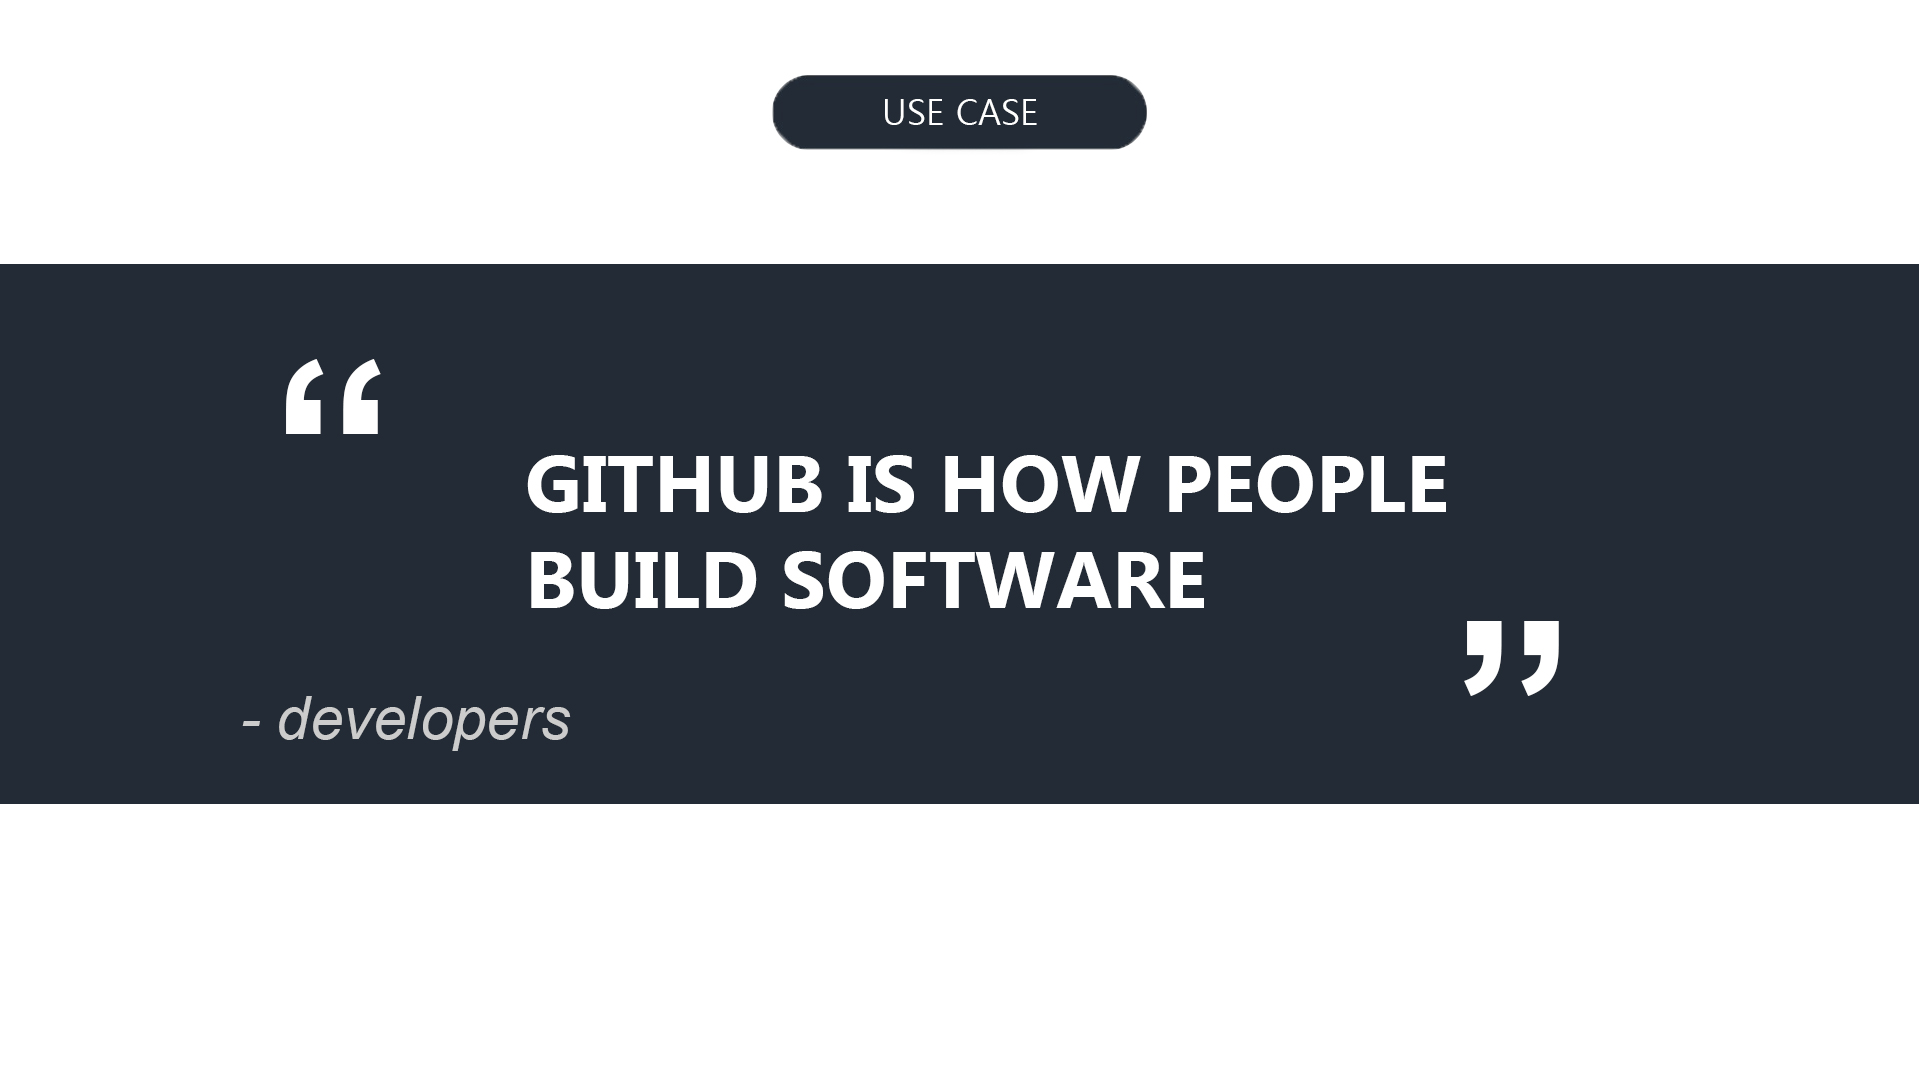 USE CASE
“
GITHUB IS HOW PEOPLE
BUILD SOFTWARE
”
- developers